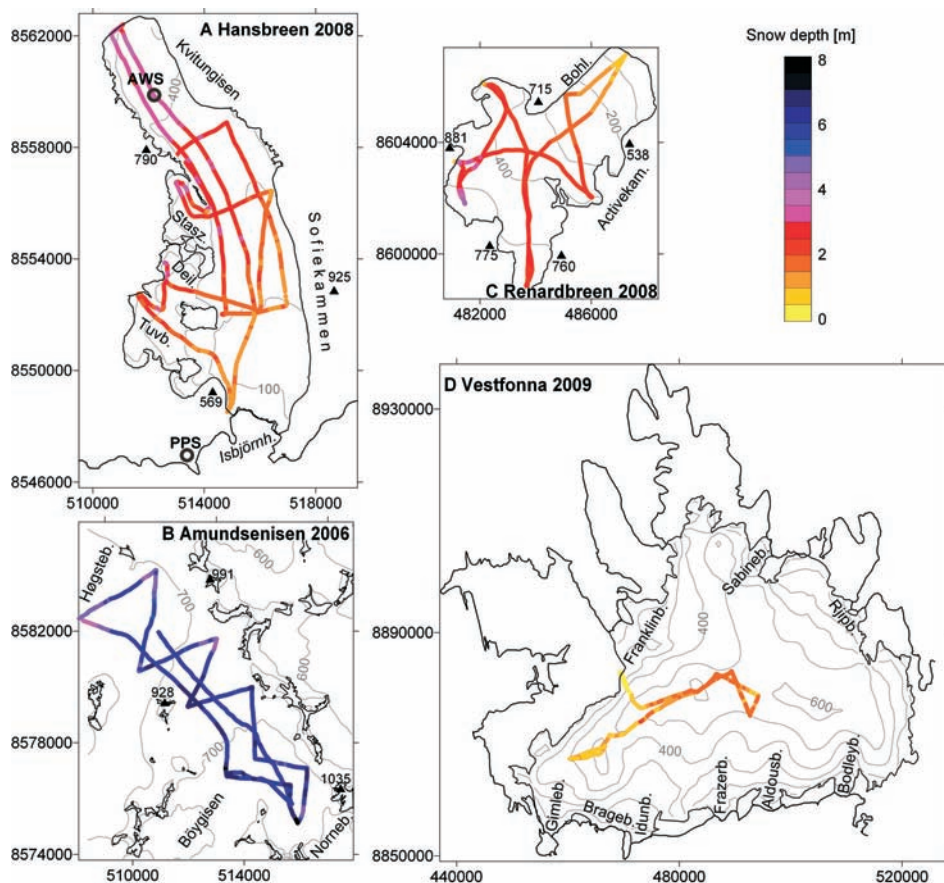 A Hansbreen 2008
8562000
8558000
8554000
8550000
8546000
510000
514000
518000
Kvitungisen
AWS
400
790
Stasz.
Deil.
Tuvb.
Sofiekammen
925
569
100
PPS
Isbjörnh.
C Renardbreen 2008
8604000
8600000
482000
486000
715
Bohl.
881
200
538
400
Activekam.
775
760
Snow depth [m]
8
6
4
2
0
B Amundsenisen 2006
8582000
8578000
8574000
510000
514000
Høgsteb.
600
991
700
600
928
700
1035
Böygisen
Norneb.
D Vestfonna 2009
8930000
8890000
8850000
440000
480000
520000
Sabineb.
Franklinb.
400
Rijpb.
600
400
Gimleb.
Brageb.
Idunb.
Frazerb.
Aldousb.
Bodleyb.